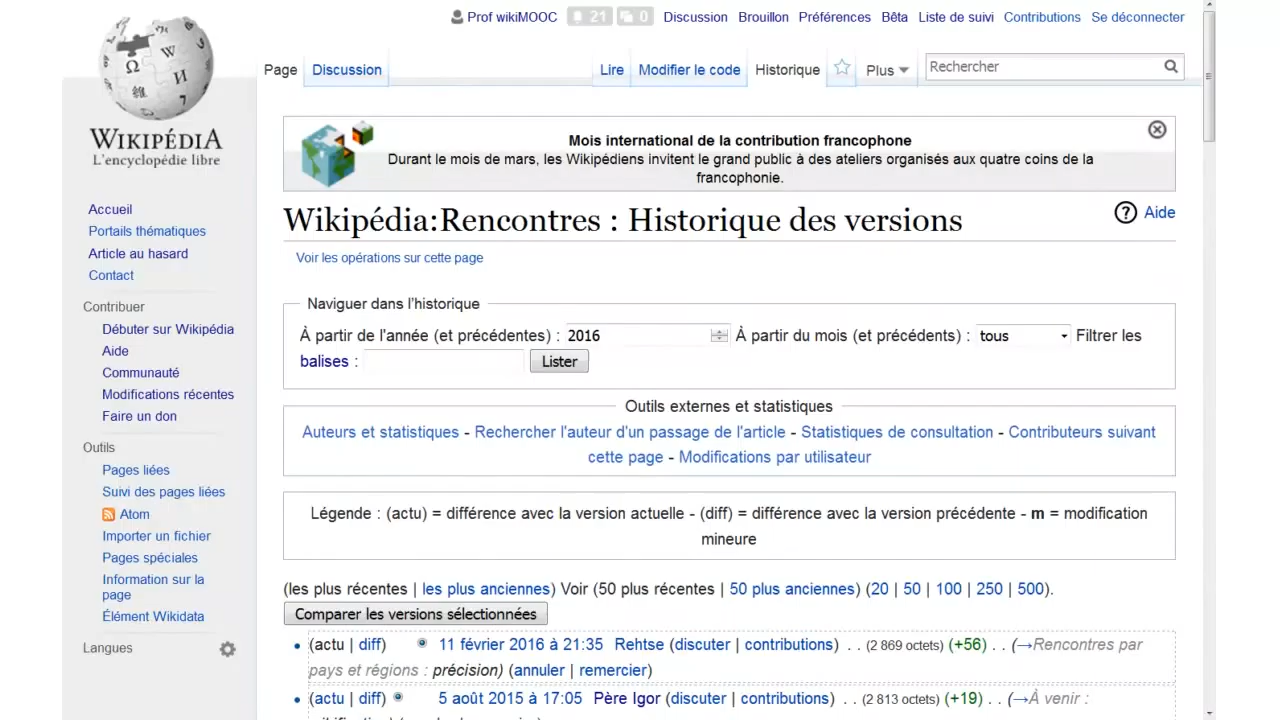 Prof wikiMOOC 21 0 Discussion Brouillon Préférences Bêta Liste de suivi Contributions Se déconnecter
Page Discussion Lire Modifier le code Historique Plus Rechercher
WIKIPÉDIA
L'encyclopédie libre
Accueil
Portails thématiques
Article au hasard
Contact
Contribuer
Débuter sur Wikipédia
Aide
Communauté
Modifications récentes
Faire un don
Outils
Pages liées
Suivi des pages liées
Atom
Importer un fichier
Pages spéciales
Information sur la
page
Élément Wikidata
Langues
Mois international de la contribution francophone
Durant le mois de mars, les Wikipédiens invitent le grand public à des ateliers organisés aux quatre coins de la
francophonie.
Wikipédia:Rencontres : Historique des versions
Aide
Voir les opérations sur cette page
Naviguer dans l'historique
À partir de l'année (et précédentes) : 2016 À partir du mois (et précédents) : tous Filtrer les
balises : Lister
Outils externes et statistiques
Auteurs et statistiques - Rechercher l'auteur d'un passage de l'article - Statistiques de consultation - Contributeurs suivant
cette page - Modifications par utilisateur
Légende : (actu) = différence avec la version actuelle - (diff) = différence avec la version précédente - m = modification
mineure
(les plus récentes | les plus anciennes) Voir (50 plus récentes | 50 plus anciennes) (20 | 50 | 100 | 250 | 500).
Comparer les versions sélectionnées
(actu | diff) 11 février 2016 à 21:35 Rehtse (discuter | contributions) . . (2 869 octets) (+56) . . (→Rencontres par
pays et régions : précision) (annuler | remercier)
(actu | diff) 5 août 2015 à 17:05 Père Igor (discuter | contributions) . . (2 813 octets) (+19) . . (→À venir :